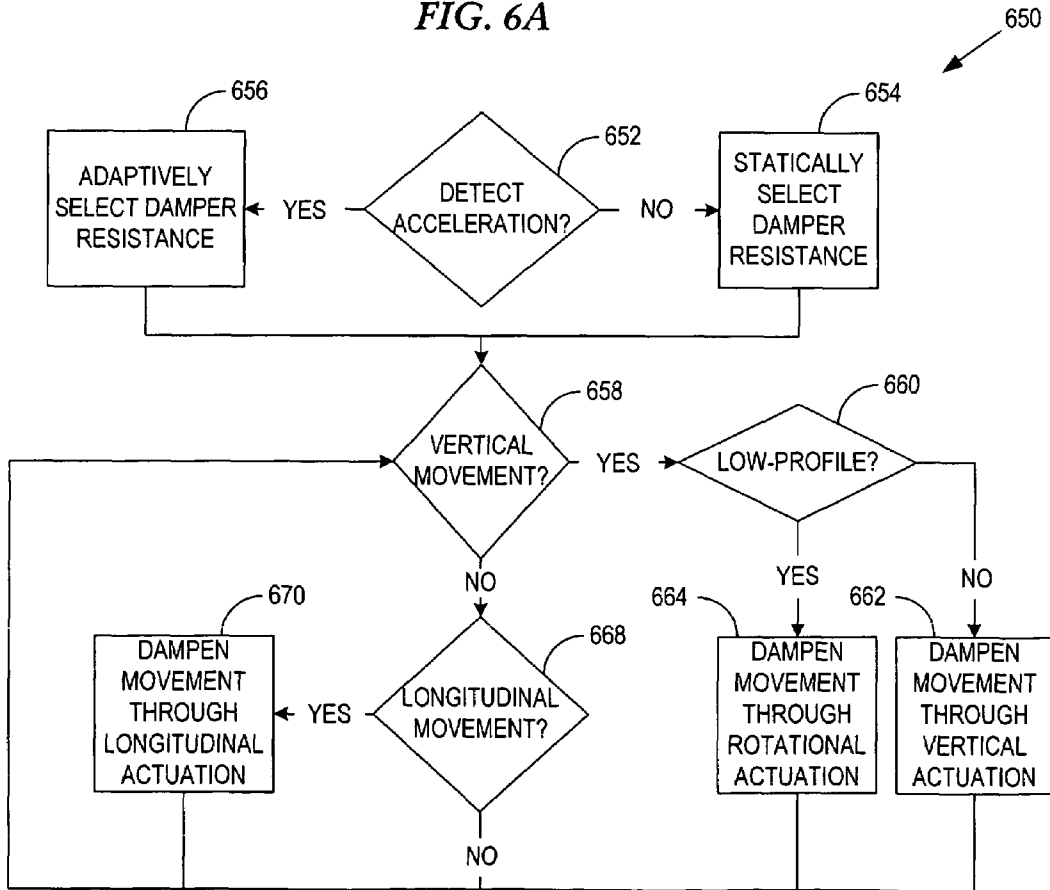 FIG. 6A
650
656
652
654
ADAPTIVELY
SELECT DAMPER
RESISTANCE
YES
DETECT
ACCELERATION?
NO
STATICALLY
SELECT
DAMPER
RESISTANCE
658
660
VERTICAL
MOVEMENT?
YES
LOW-PROFILE?
NO
YES
NO
670
668
664
662
DAMPEN
MOVEMENT
THROUGH
LONGITUDINAL
ACTUATION
YES
LONGITUDINAL
MOVEMENT?
DAMPEN
MOVEMENT
THROUGH
ROTATIONAL
ACTUATION
DAMPEN
MOVEMENT
THROUGH
VERTICAL
ACTUATION
NO